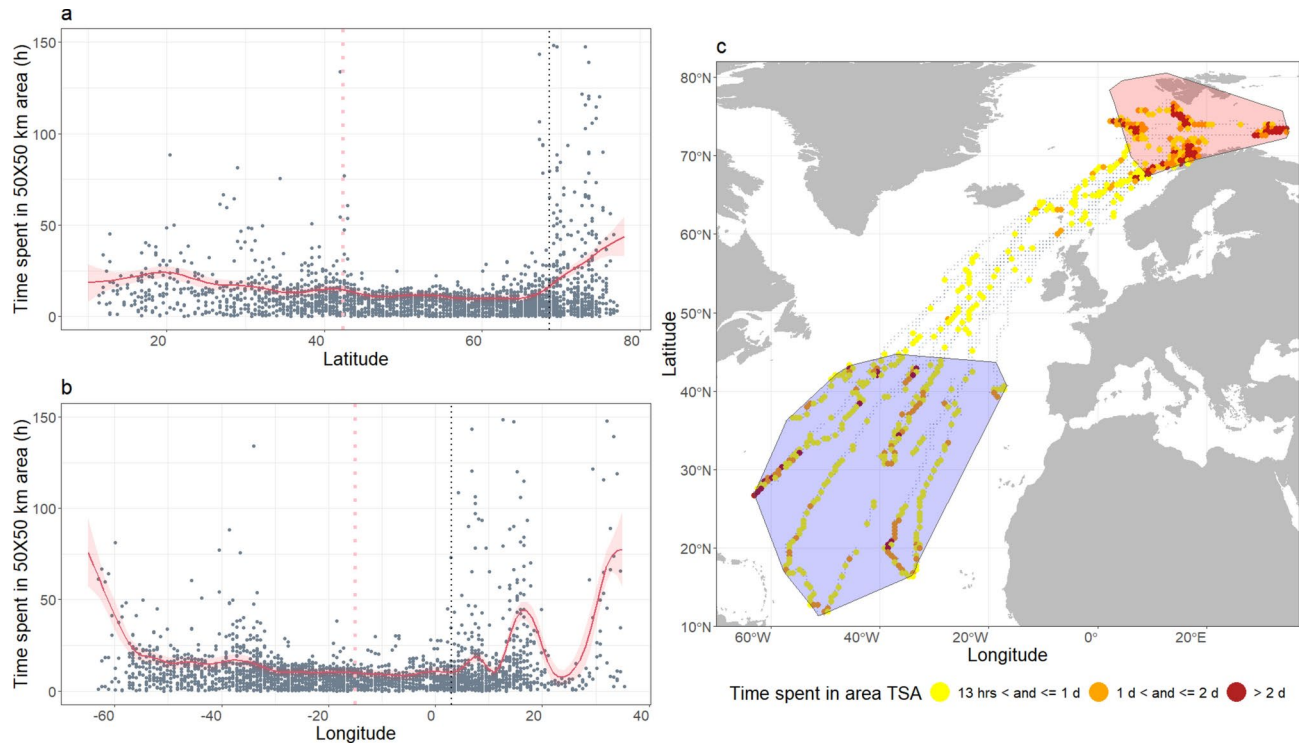 a
Time spent in 50X50 km area (h)
150
100
50
0
20
40
60
80
Latitude
b
Time spent in 50X50 km area (h)
150
100
50
0
-60
-40
-20
0
20
40
Longitude
c
Latitude
80°N
70°N
60°N
50°N
40°N
30°N
20°N
10°N
60°W
40°W
20°W
0°
20°E
Longitude
Time spent in area TSA 13 hrs < and <= 1 d 1 d < and <= 2 d > 2 d